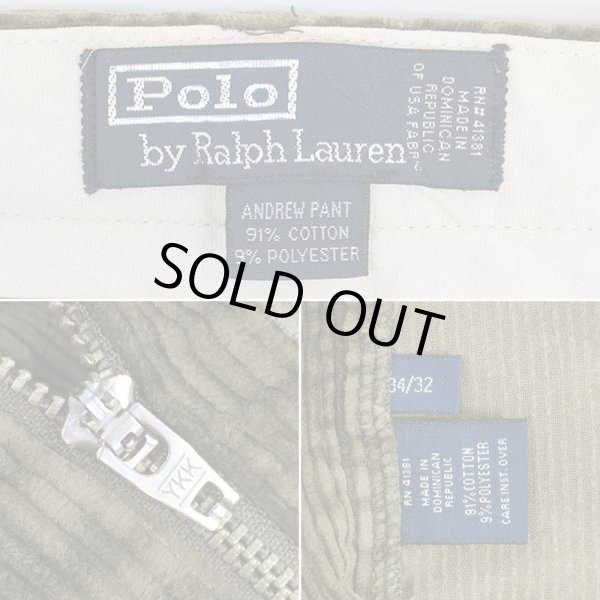 Polo
by Ralph Lauren
RN# 41381
MADE IN
DOMINICAN
REPUBLIC
OF USA FABRIC
ANDREW PANT
91% COTTON
9% POLYESTER
SOLD OUT
YKK
34/32
RN 41381
MADE IN
DOMINICAN
REPUBLIC
91% COTTON
9% POLYESTER
CARE INST. OVER